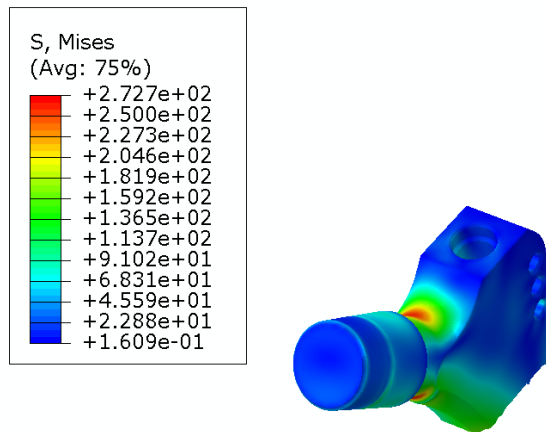 S, Mises
(Avg: 75%)
+2.727e+02
+2.500e+02
+2.273e+02
+2.046e+02
+1.819e+02
+1.592e+02
+1.365e+02
+1.137e+02
+9.102e+01
+6.831e+01
+4.559e+01
+2.288e+01
+1.609e-01